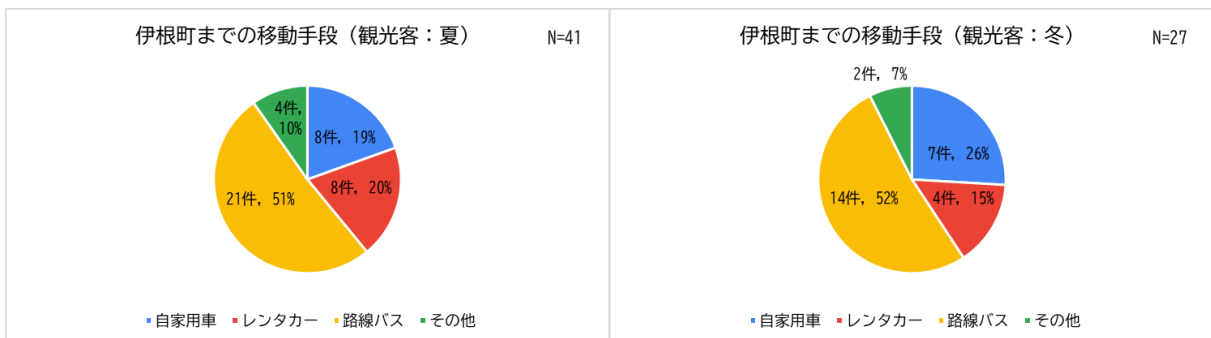 伊根町までの移動手段（観光客：夏）
N=41
4件, 10%
8件, 19%
8件, 20%
21件, 51%
自家用車 レンタカー 路線バス その他
伊根町までの移動手段（観光客：冬）
N=27
2件, 7%
7件, 26%
4件, 15%
14件, 52%
自家用車 レンタカー 路線バス その他